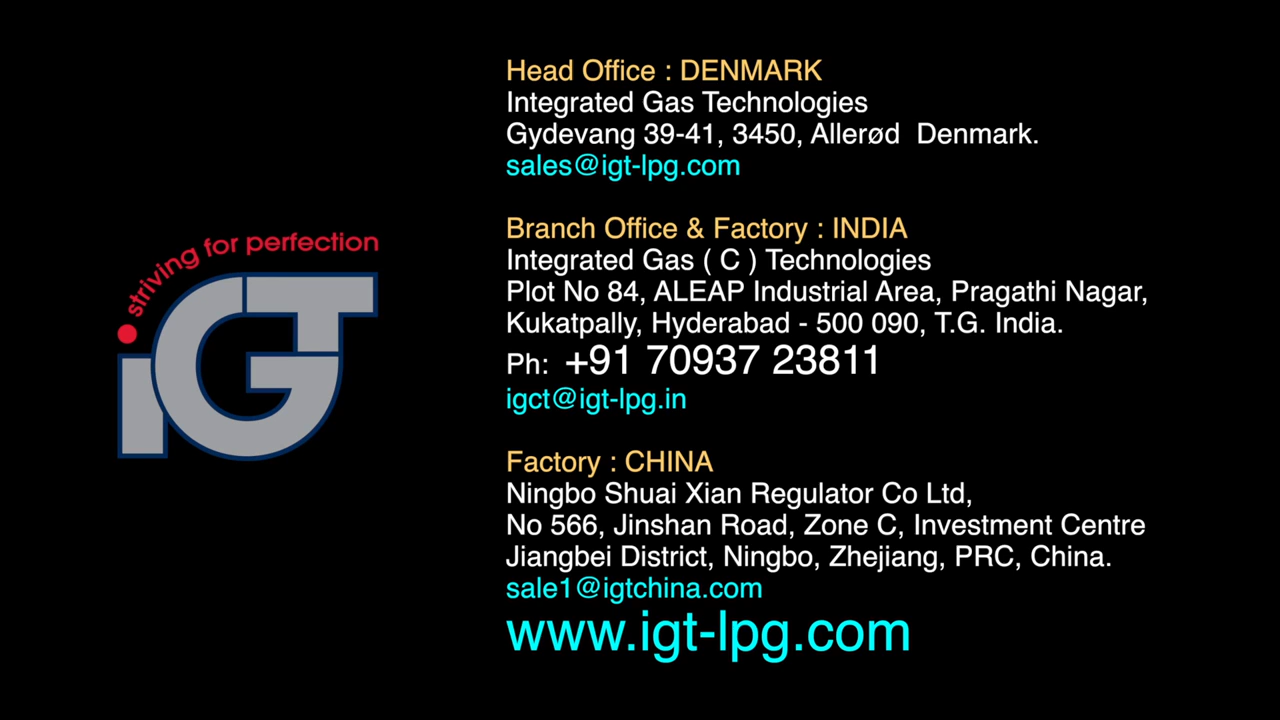 striving for perfection
iGT
Head Office : DENMARK
Integrated Gas Technologies
Gydevang 39-41, 3450, Allerød  Denmark.
sales@igt-lpg.com
Branch Office & Factory : INDIA
Integrated Gas ( C ) Technologies
Plot No 84, ALEAP Industrial Area, Pragathi Nagar,
Kukatpally, Hyderabad - 500 090, T.G. India.
Ph:  +91 70937 23811
igct@igt-lpg.in
Factory : CHINA
Ningbo Shuai Xian Regulator Co Ltd,
No 566, Jinshan Road, Zone C, Investment Centre
Jiangbei District, Ningbo, Zhejiang, PRC, China.
sale1@igtchina.com
www.igt-lpg.com